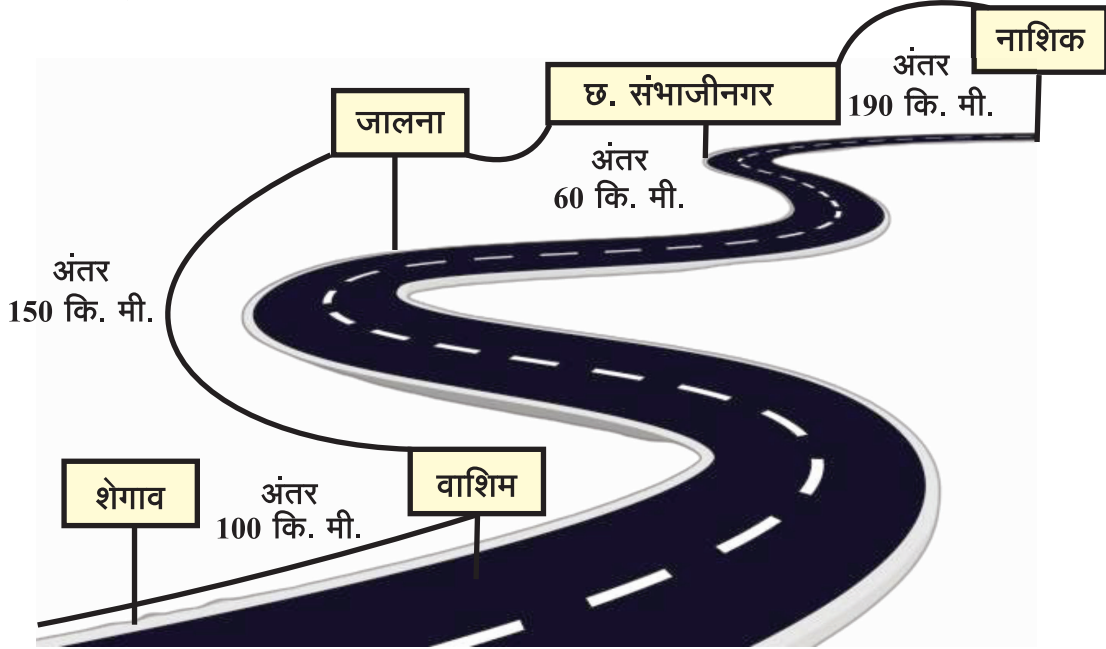 नाशिक
अंतर
190 कि. मी.
छ. संभाजीनगर
जालना
अंतर
60 कि. मी.
अंतर
150 कि. मी.
वाशिम
शेगाव
अंतर
100 कि. मी.